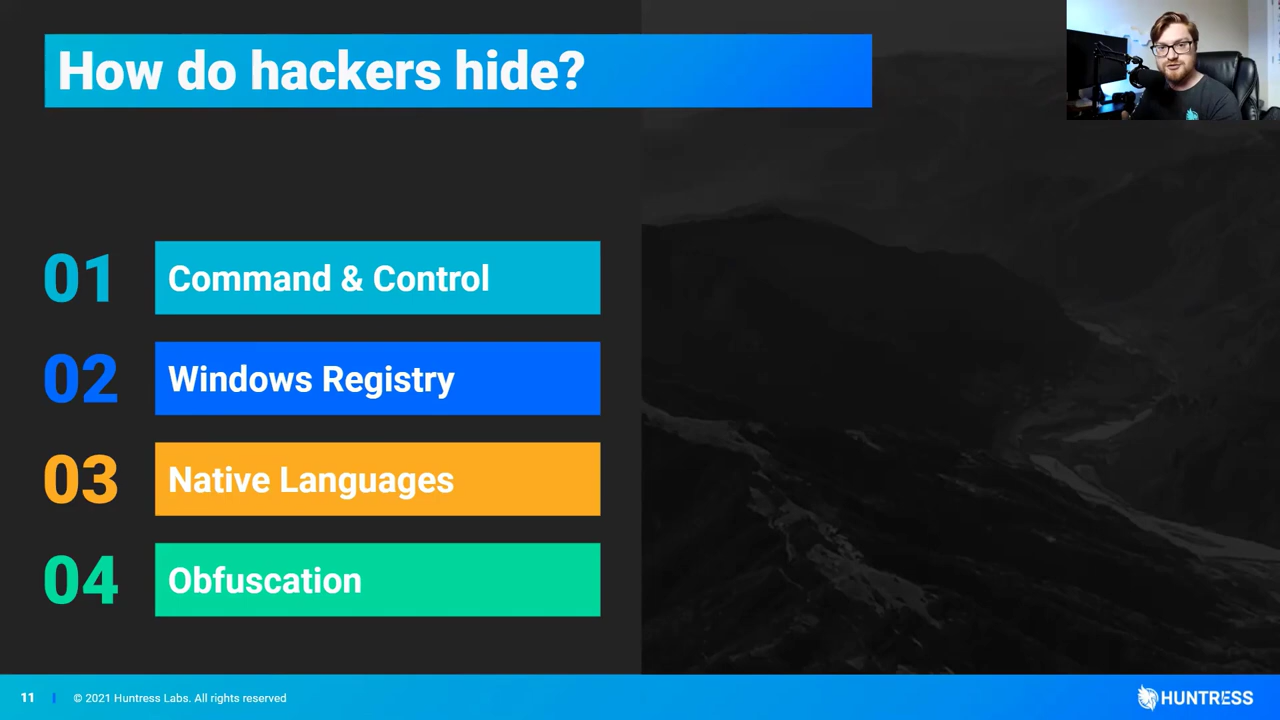 How do hackers hide?
01 Command & Control
02 Windows Registry
03 Native Languages
04 Obfuscation
11 | © 2021 Huntress Labs. All rights reserved
HUNTRESS